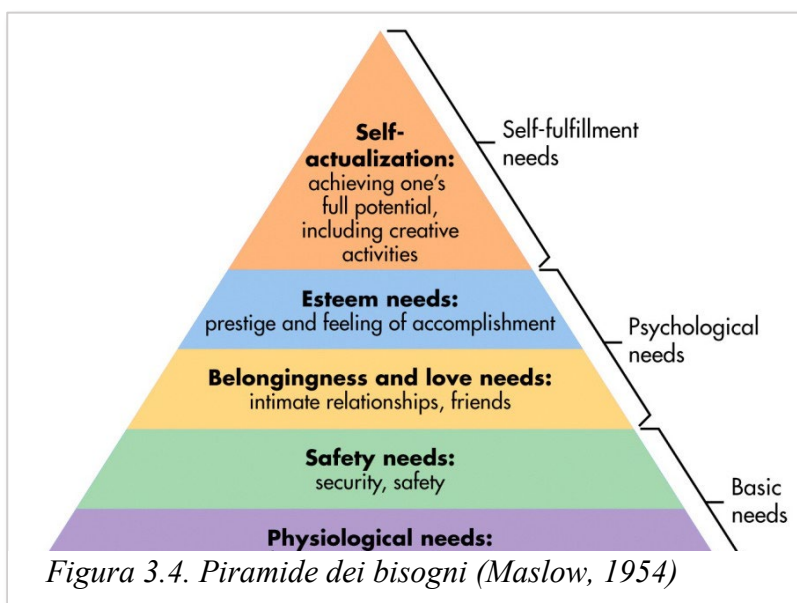 Self-
actualization:
achieving one's
full potential,
including creative
activities
Self-fulfillment
needs
Esteem needs:
prestige and feeling of accomplishment
Belongingness and love needs:
intimate relationships, friends
Psychological
needs
Safety needs:
security, safety
Basic
needs
Physiological needs:
Figura 3.4. Piramide dei bisogni (Maslow, 1954)